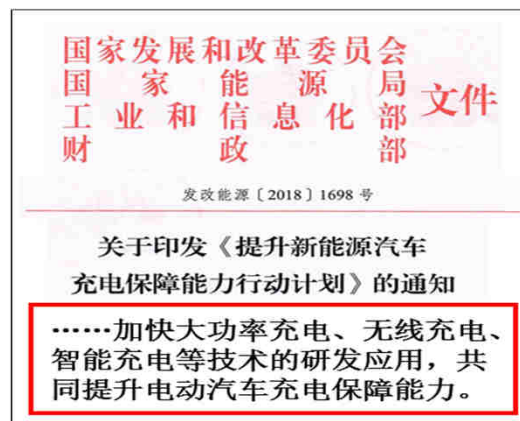 国家发展和改革委员会
国家能源局
工业和信息化部
财政部
文件
发改能源〔2018〕1698 号
关于印发《提升新能源汽车
充电保障能力行动计划》的通知
……加快大功率充电、无线充电、
智能充电等技术的研发应用，共
同提升电动汽车充电保障能力。